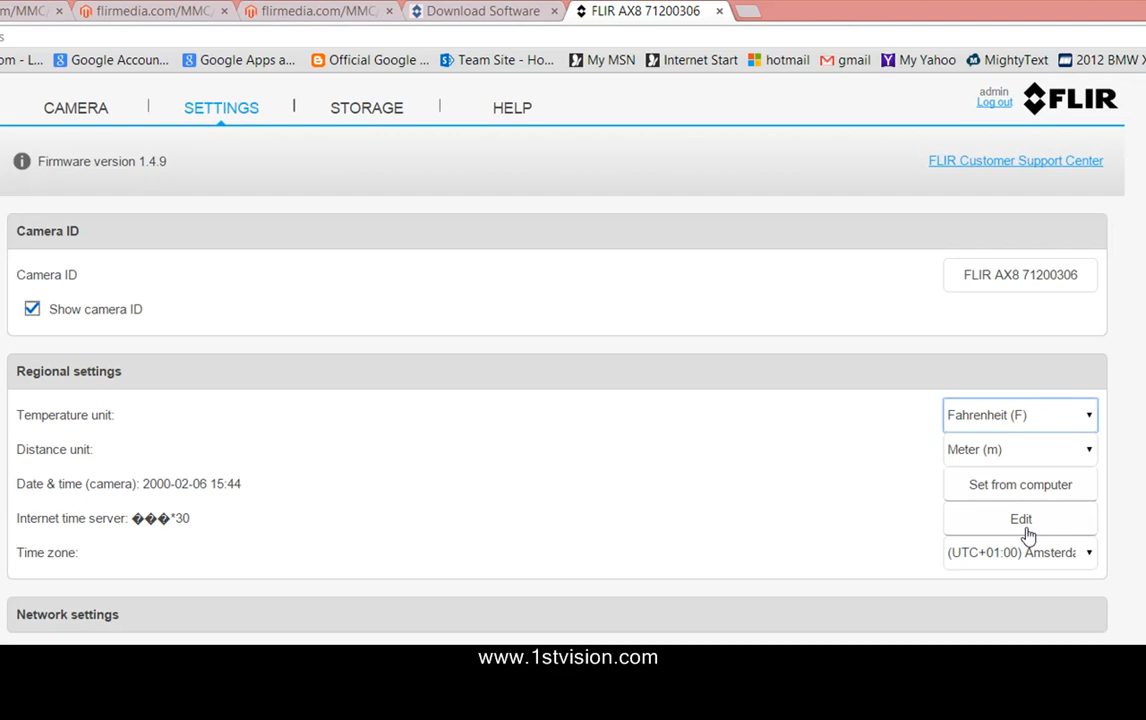 om/MMC flirmedia.com/MMC/ flirmedia.com/MMC/ Download Software FLIR AX8 71200306
s
om - L... Google Accoun... Google Apps a... Official Google ... Team Site - Ho... My MSN Internet Start hotmail gmail My Yahoo MightyText 2012 BMW X
CAMERA | SETTINGS | STORAGE | HELP
admin
Log out
FLIR
Firmware version 1.4.9
FLIR Customer Support Center
Camera ID
Camera ID FLIR AX8 71200306
Show camera ID
Regional settings
Temperature unit: Fahrenheit (F)
Distance unit: Meter (m)
Date & time (camera): 2000-02-06 15:44 Set from computer
Internet time server: ���*30 Edit
Time zone: (UTC+01:00) Amsterda
Network settings
www.1stvision.com